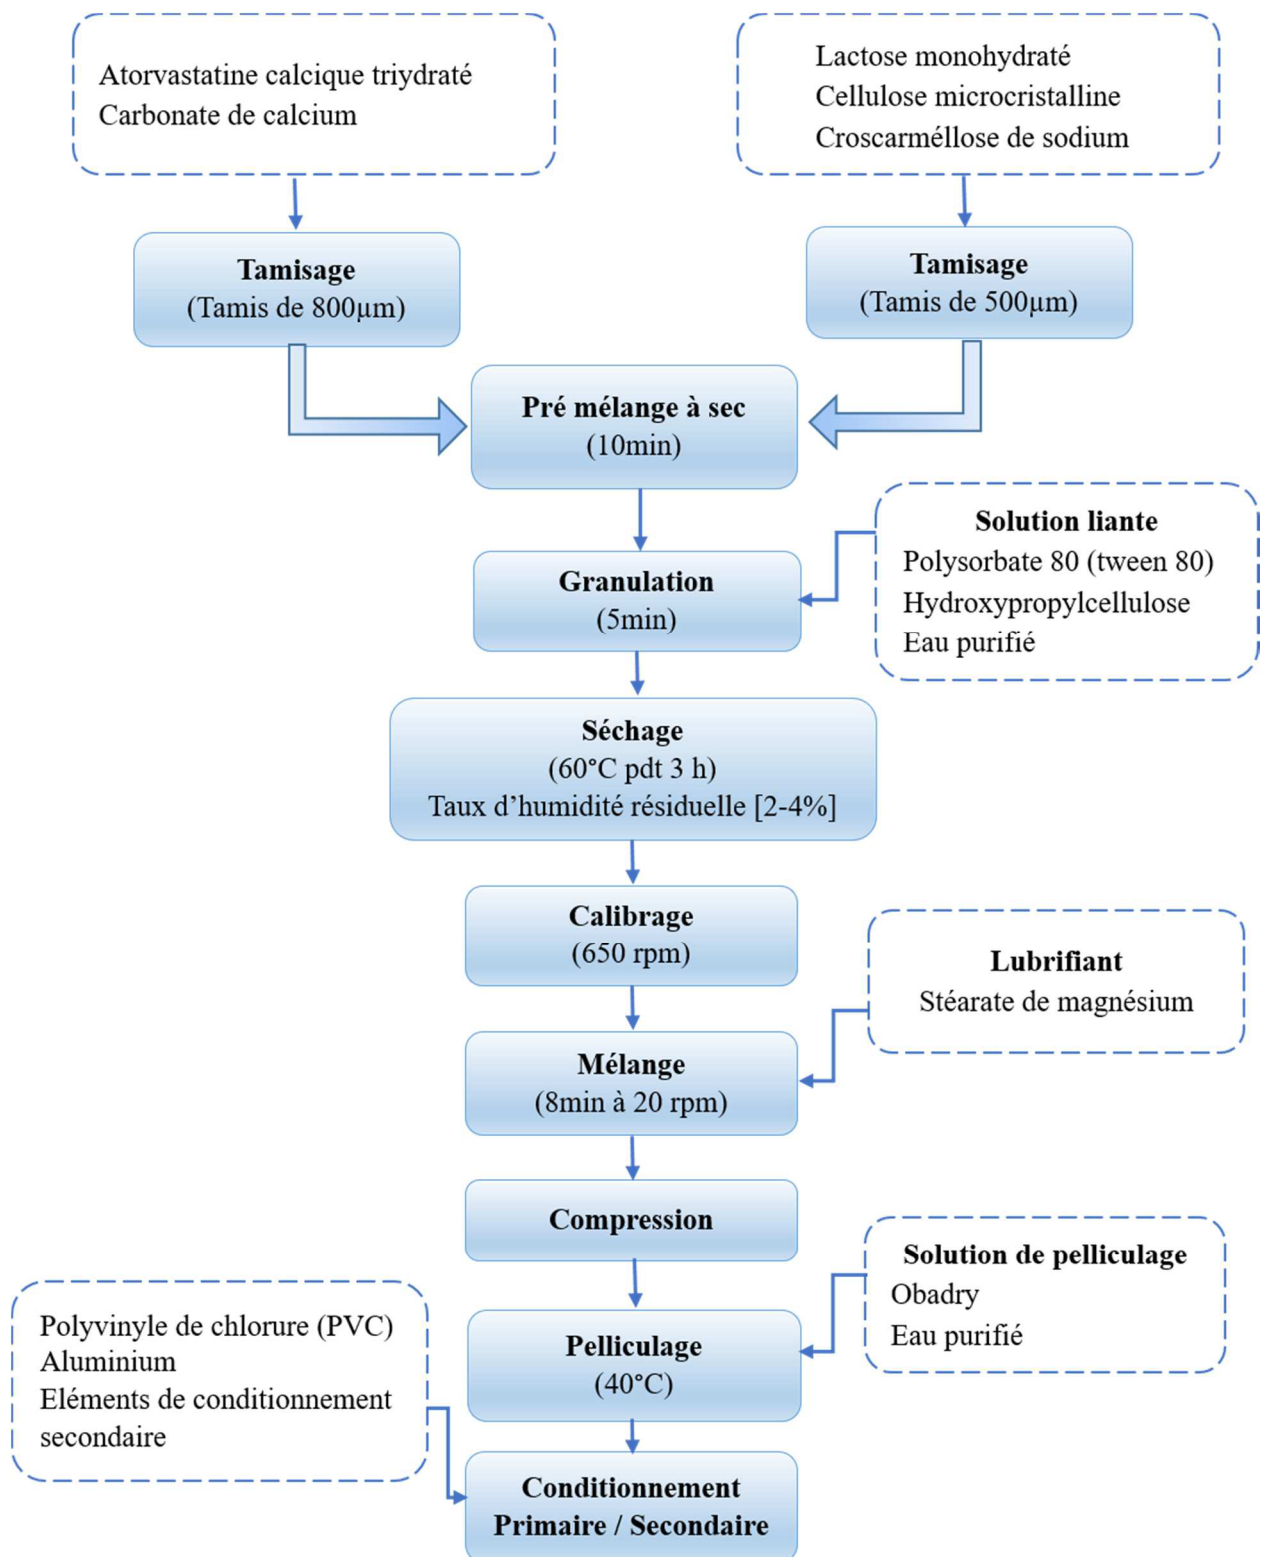 Atorvastatine calcique triydraté
Carbonate de calcium
Lactose monohydraté
Cellulose microcristalline
Croscarméllose de sodium
Tamisage
(Tamis de 800µm)
Tamisage
(Tamis de 500µm)
Pré mélange à sec
(10min)
Solution liante
Polysorbate 80 (tween 80)
Hydroxypropylcellulose
Eau purifié
Granulation
(5min)
Séchage
(60°C pdt 3 h)
Taux d’humidité résiduelle [2-4%]
Calibrage
(650 rpm)
Lubrifiant
Stéarate de magnésium
Mélange
(8min à 20 rpm)
Compression
Solution de pelliculage
Obadry
Eau purifié
Polyvinyle de chlorure (PVC)
Aluminium
Eléments de conditionnement
secondaire
Pelliculage
(40°C)
Conditionnement
Primaire / Secondaire